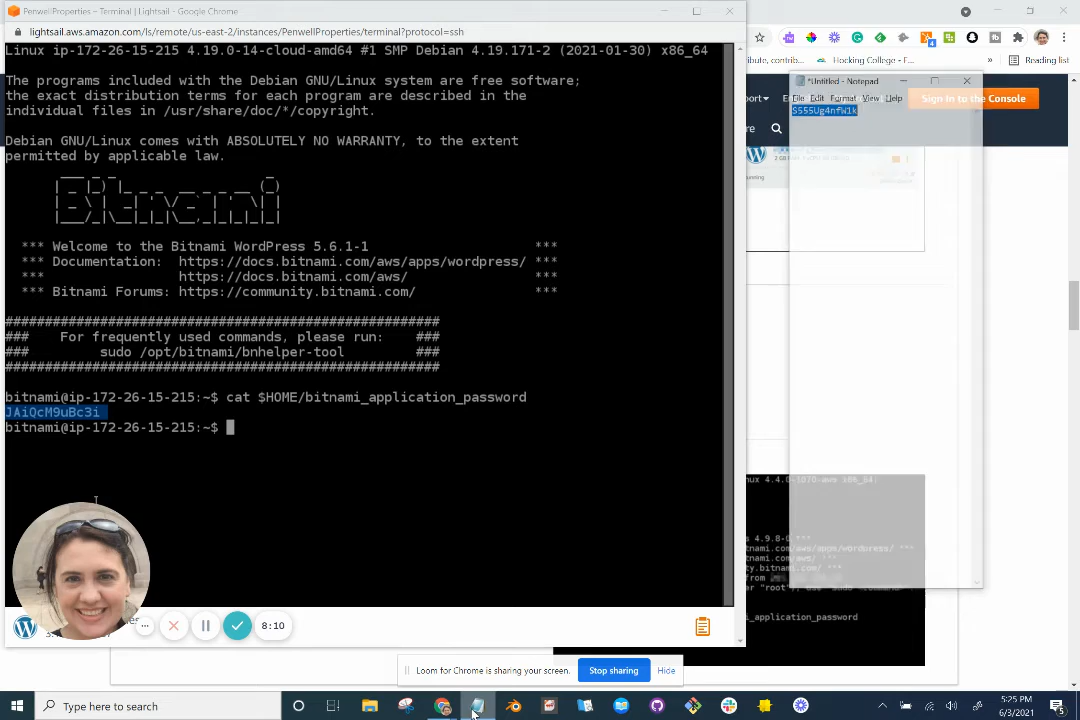 PenwellProperties – Terminal | Lightsail - Google Chrome
lightsail.aws.amazon.com/ls/remote/us-east-2/instances/PenwellProperties/terminal?protocol=ssh
Linux ip-172-26-15-215 4.19.0-14-cloud-amd64 #1 SMP Debian 4.19.171-2 (2021-01-30) x86_64
The programs included with the Debian GNU/Linux system are free software;
the exact distribution terms for each program are described in the
individual files in /usr/share/doc/*/copyright.
Debian GNU/Linux comes with ABSOLUTELY NO WARRANTY, to the extent
permitted by applicable law.
Bitnami
*** Welcome to the Bitnami WordPress 5.6.1-1 ***
*** Documentation: https://docs.bitnami.com/aws/apps/wordpress/ ***
*** https://docs.bitnami.com/aws/ ***
*** Bitnami Forums: https://community.bitnami.com/ ***
#######################################################
### For frequently used commands, please run: ###
### sudo /opt/bitnami/bnhelper-tool ###
#######################################################
bitnami@ip-172-26-15-215:~$ cat $HOME/bitnami_application_password
JAiQcM9uBc3i
bitnami@ip-172-26-15-215:~$
8:10
Loom for Chrome is sharing your screen.
Stop sharing
Hide
Hocking College - F...
»
Reading list
*Untitled - Notepad
File Edit Format View Help
S555Ug4nfW1k
Sign In to the Console
4.9.8-0 ***
Type here to search
5:25 PM
6/3/2021
5